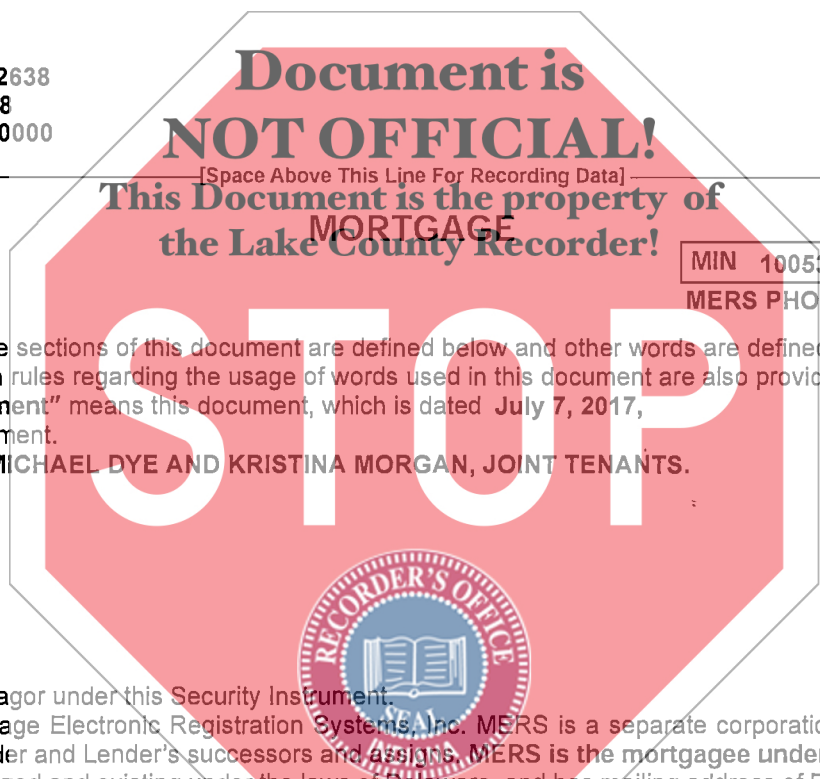 2638
8
0000
Document is
NOT OFFICIAL!
[Space Above This Line For Recording Data]
This Document is the property of
MORTGAGE
the Lake County Recorder!
MIN 1005
MERS PHO
STOP
e sections of this document are defined below and other words are defined
rules regarding the usage of words used in this document are also provid
ment" means this document, which is dated July 7, 2017,
ment.
MICHAEL DYE AND KRISTINA MORGAN, JOINT TENANTS.
RECORDER'S OFFICE
SEAL
agor under this Security Instrument.
age Electronic Registration Systems, Inc. MERS is a separate corporatio
der and Lender's successors and assigns. MERS is the mortgagee under